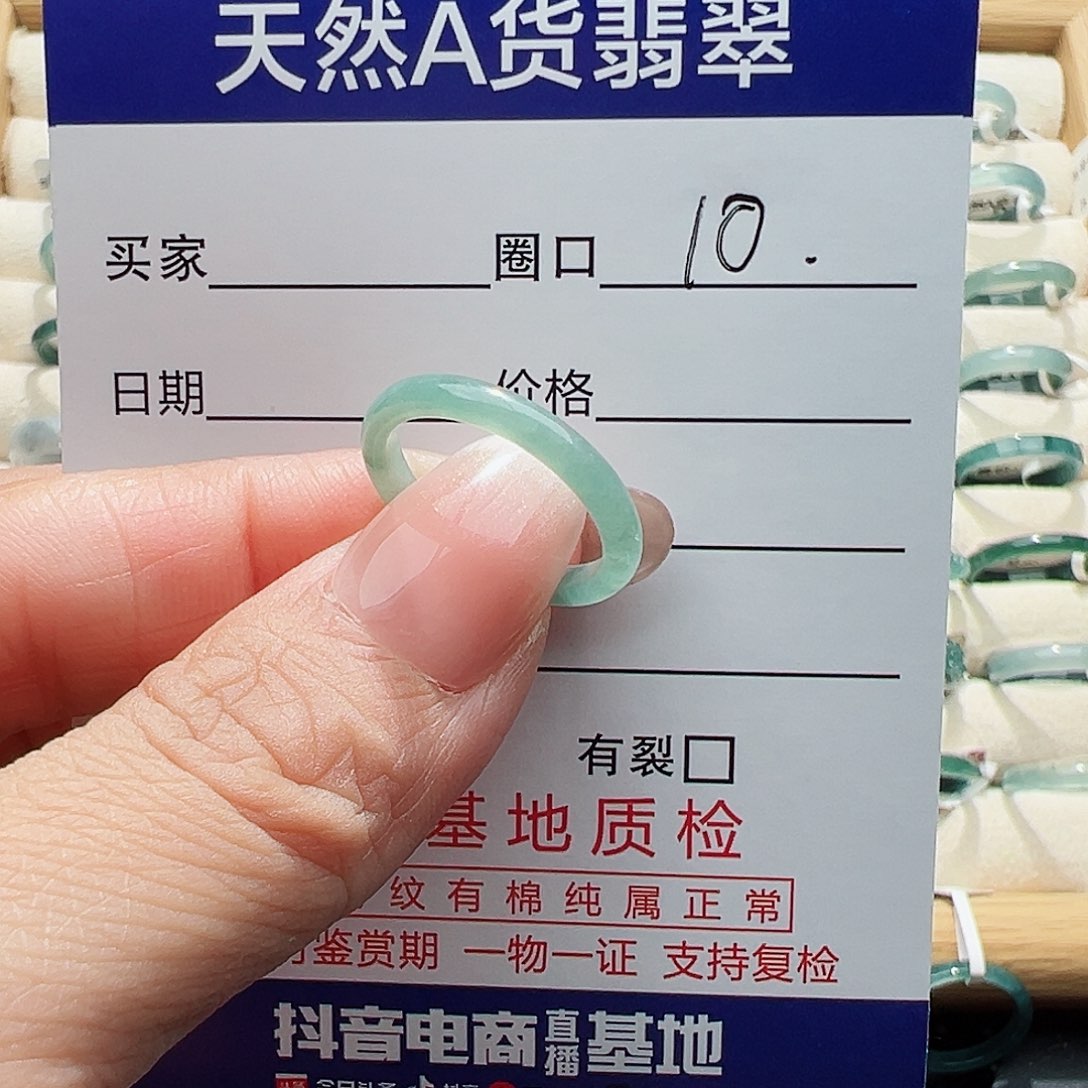 天然A货翡翠
买家 圈口 10.
日期 价格
有裂□
基地质检
纹有棉纯属正常
鉴赏期 一物一证 支持复检
抖音电商直播基地